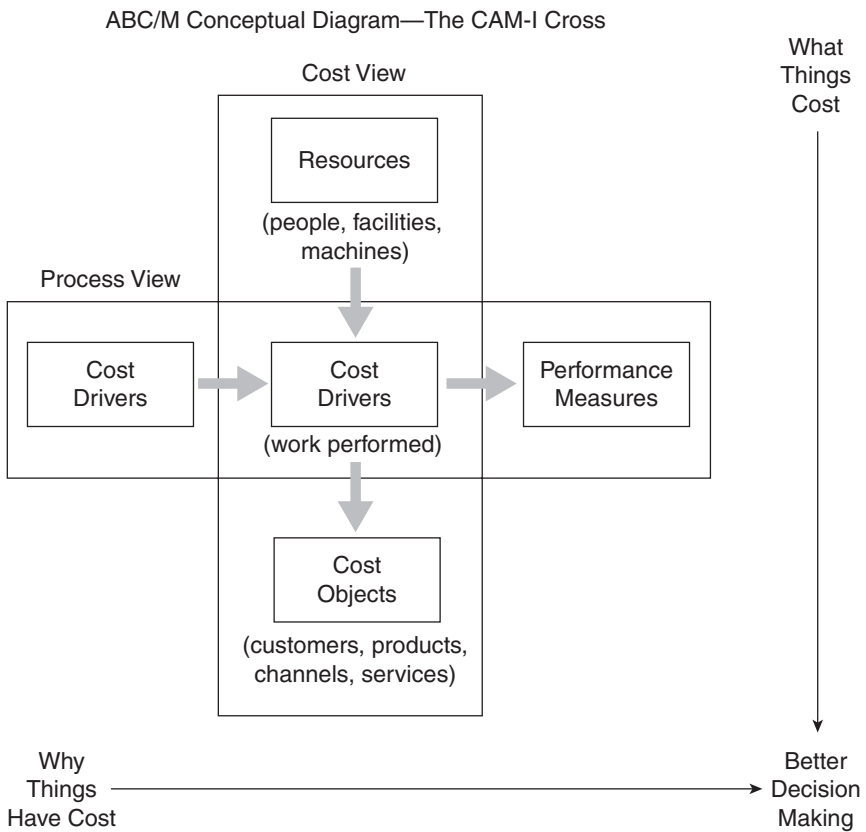 ABC/M Conceptual Diagram—The CAM-I Cross
What
Things
Cost
Cost View
Resources
(people, facilities,
machines)
Process View
Cost
Drivers
Cost
Drivers
(work performed)
Performance
Measures
Cost
Objects
(customers, products,
channels, services)
Why
Things
Have Cost
Better
Decision
Making